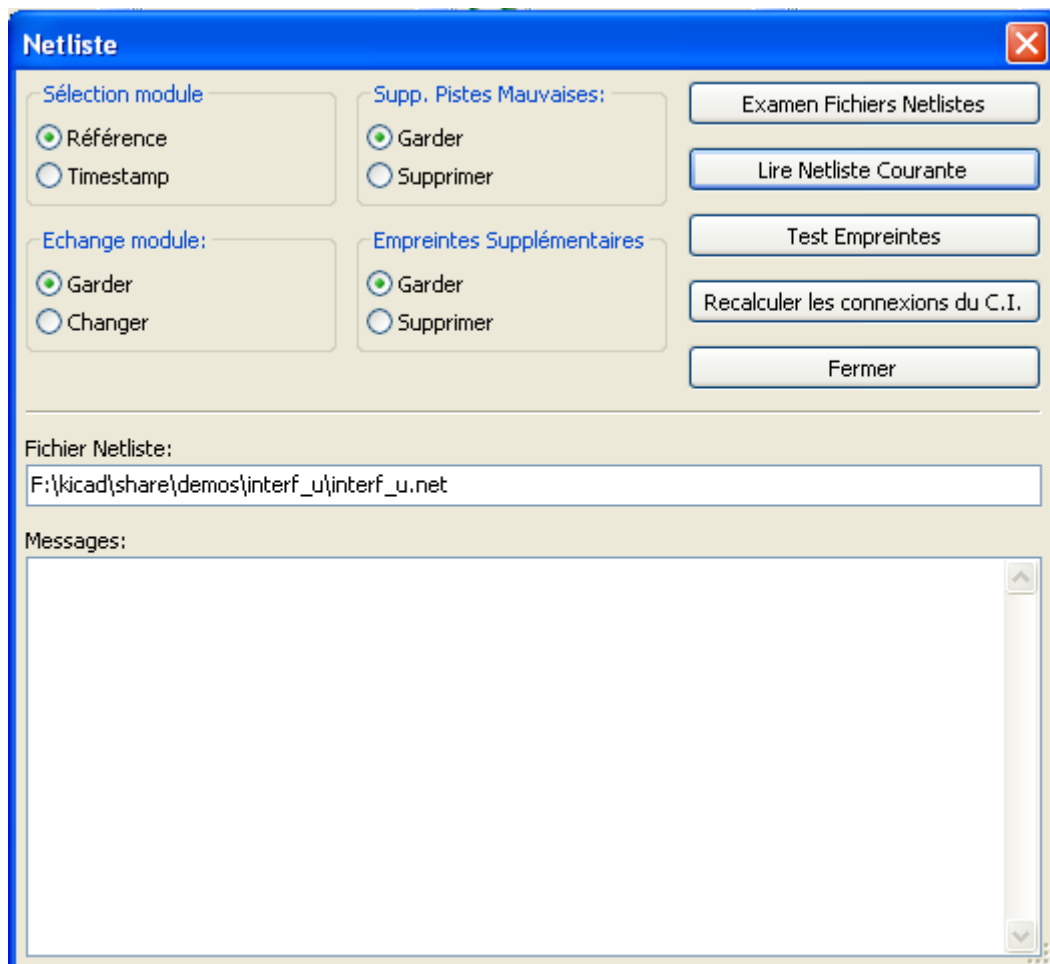 Netliste
Sélection module
Référence
Timestamp
Supp. Pistes Mauvaises:
Garder
Supprimer
Echange module:
Garder
Changer
Empreintes Supplémentaires
Garder
Supprimer
Examen Fichiers Netlistes
Lire Netliste Courante
Test Empreintes
Recalculer les connexions du C.I.
Fermer
Fichier Netliste:
F:\kicad\share\demos\interf_u\interf_u.net
Messages: